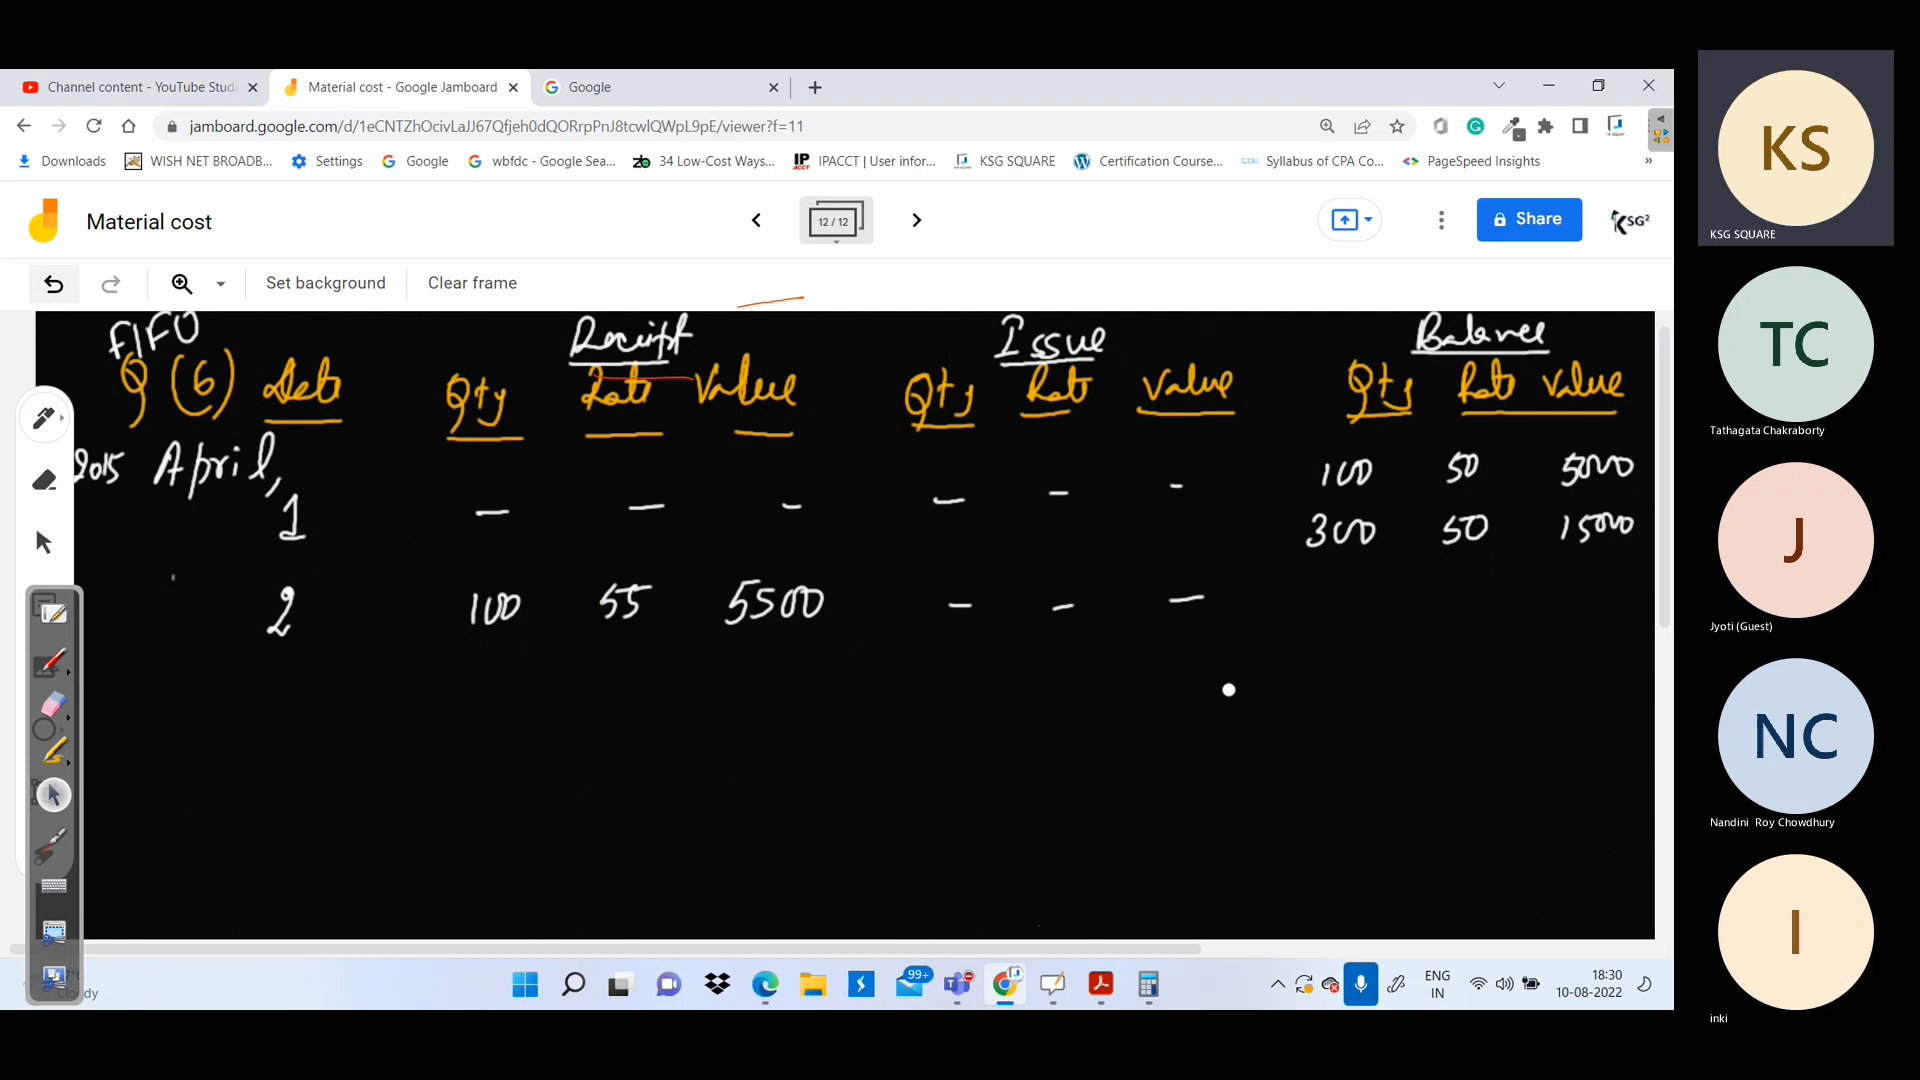 Channel content - YouTube Studi
Material cost - Google Jamboard
Google
jamboard.google.com/d/1eCNTZhOcivLaJJ67Qfjeh0dQORrpPnJ8tcwlQWpL9pE/viewer?f=11
Downloads
WISH NET BROADB...
Settings
Google
wbfdc - Google Sea...
34 Low-Cost Ways...
IPACCT | User infor...
KSG SQUARE
Certification Course...
Syllabus of CPA Co...
PageSpeed Insights
»
Material cost
12 / 12
Share
KSG²
Set background
Clear frame
FIFO Receipt Issue Balance
Q (6) Date Qty Rate Value Qty Rate Value Qty Rate Value
2015 April, 100 50 5000
1 — — - — - - 300 50 15000
2 100 55 5500 - - —
Cloudy
99+
ENG
IN
18:30
10-08-2022
KS
KSG SQUARE
TC
Tathagata Chakraborty
J
Jyoti (Guest)
NC
Nandini Roy Chowdhury
I
inki